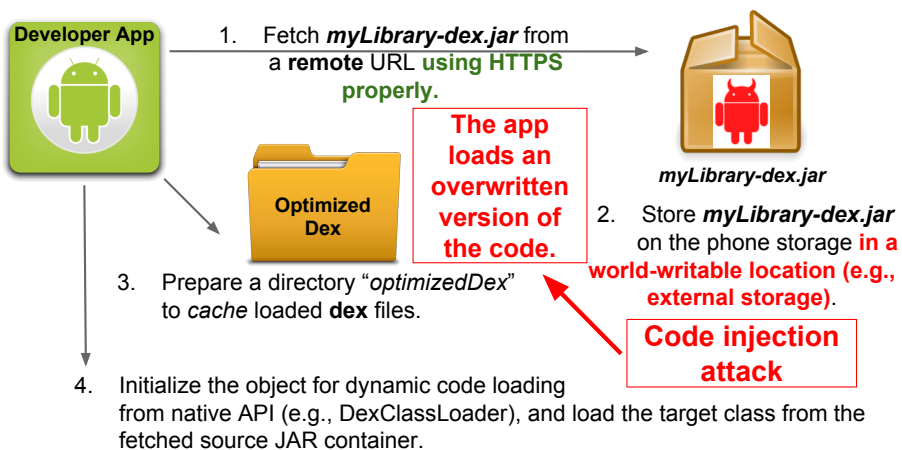 Developer App
1. Fetch myLibrary-dex.jar from
a remote URL using HTTPS
properly.
myLibrary-dex.jar
2. Store myLibrary-dex.jar
on the phone storage in a
world-writable location (e.g.,
external storage).
The app
loads an
overwritten
version of
the code.
Code injection
attack
Optimized
Dex
3. Prepare a directory “optimizedDex”
to cache loaded dex files.
4. Initialize the object for dynamic code loading
from native API (e.g., DexClassLoader), and load the target class from the
fetched source JAR container.